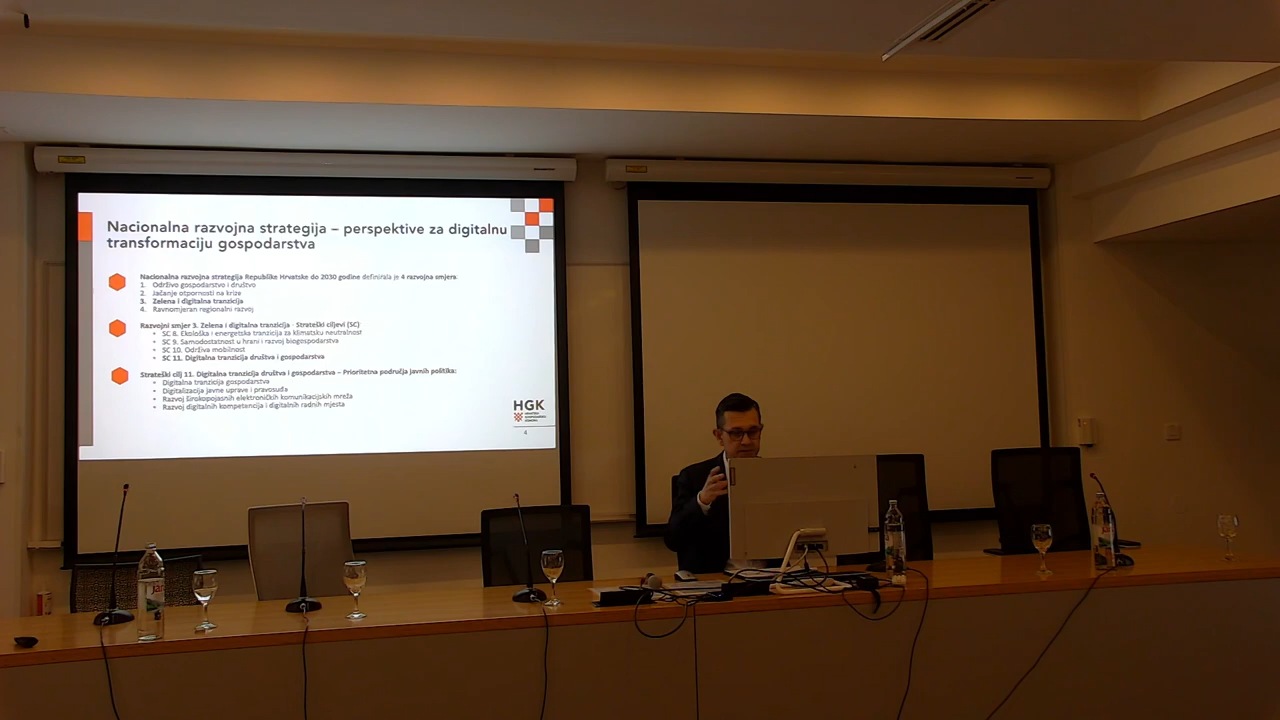 Nacionalna razvojna strategija – perspektive za digitalnu
transformaciju gospodarstva
Nacionalna razvojna strategija Republike Hrvatske do 2030 godine definirala je 4 razvojna smjera.
1. Održivo gospodarstvo i društvo
2. Jačanje otpornosti na krize
3. Zelena i digitalna tranzicija
4. Ravnomjeran regionalni razvoj
Razvojni smjer 3. Zelena i digitalna tranzicija - Strateški ciljevi (SC)
• SC 8. Ekološka i energetska tranzicija za klimatsku neutralnost
• SC 9. Samodostatnost u hrani i razvoj biogospodarstva
• SC 10. Održiva mobilnost
• SC 11. Digitalna tranzicija društva i gospodarstva
Strateški cilj 11. Digitalna tranzicija društva i gospodarstva – Prioritetna područja javnih politika:
• Digitalna tranzicija gospodarstva
• Digitalizacija javne uprave i pravosuđa
• Razvoj širokopojasnih elektroničkih komunikacijskih mreža
• Razvoj digitalnih kompetencija i digitalnih radnih mjesta
HGK
HRVATSKA
GOSPODARSKA
KOMORA
4